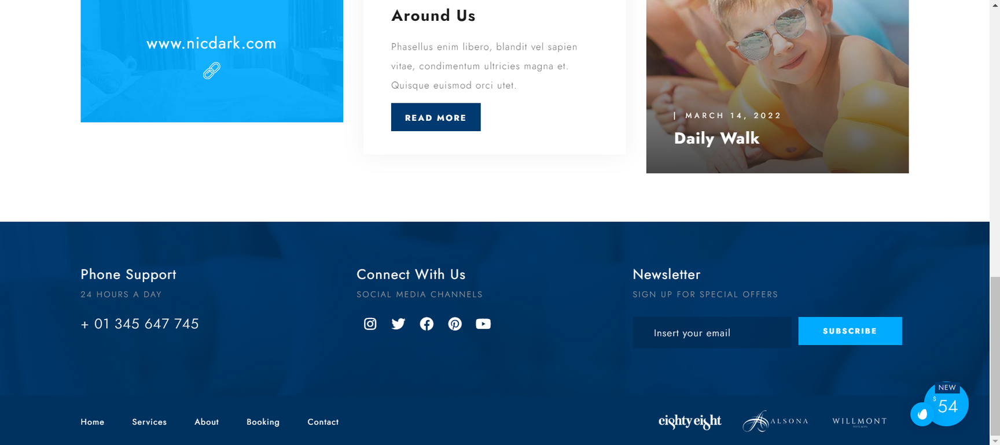 www.nicdark.com
Around Us
Phasellus enim libero, blandit vel sapien
vitae, condimentum ultricies magna et.
Quisque euismod orci utet.
READ MORE
| MARCH 14, 2022
Daily Walk
Phone Support
24 HOURS A DAY
+ 01 345 647 745
Connect With Us
SOCIAL MEDIA CHANNELS
Newsletter
SIGN UP FOR SPECIAL OFFERS
Insert your email
SUBSCRIBE
NEW
$ 54
Home Services About Booking Contact
eighty eight
ALSONA
WILLMONT